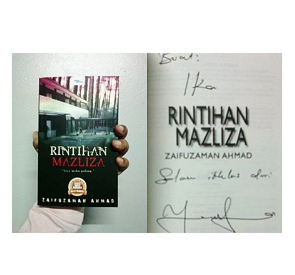 RINTIHAN
MAZLIZA
ZAIFUZAMAN AHMAD
Buat:
Ika
RINTIHAN
MAZLIZA
ZAIFUZAMAN AHMAD
Salam ikhlas dari